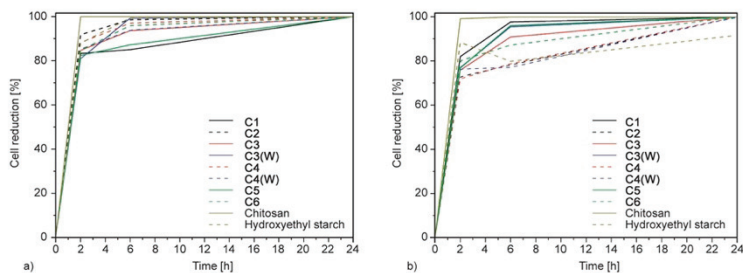 Cell reduction [%]
100
80
60
40
20
0
0 2 4 6 8 10 12 14 16 18 20 22 24
Time [h]
a)
C1
C2
C3
C3(W)
C4
C4(W)
C5
C6
Chitosan
Hydroxyethyl starch
Cell reduction [%]
100
80
60
40
20
0
0 2 4 6 8 10 12 14 16 18 20 22 24
Time [h]
b)
C1
C2
C3
C3(W)
C4
C4(W)
C5
C6
Chitosan
Hydroxyethyl starch